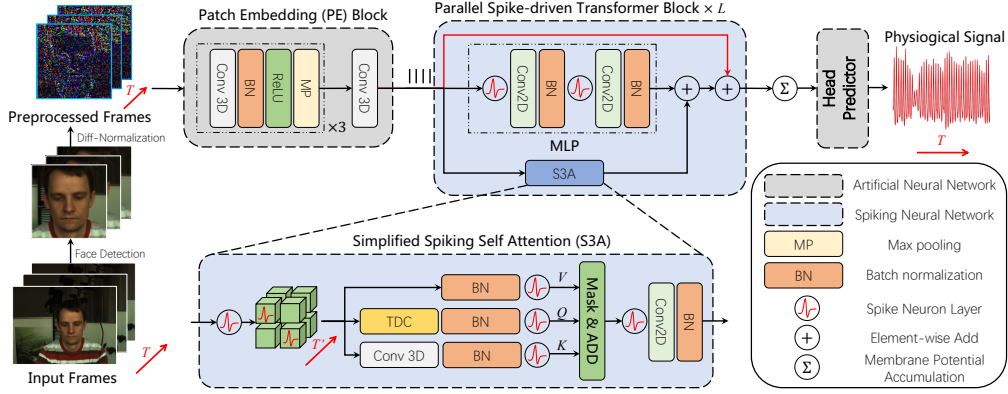 Patch Embedding (PE) Block
Parallel Spike-driven Transformer Block × L
Physiogical Signal
T
Preprocessed Frames
Diff-Normalization
Face Detection
T
Input Frames
Conv 3D
BN
ReLU
MP
×3
Conv 3D
Conv2D
BN
Conv2D
BN
MLP
S3A
+
+
Σ
Head
Predictor
T
Simplified Spiking Self Attention (S3A)
T'
BN
V
TDC
BN
Q
Conv 3D
BN
K
Mask & ADD
Conv2D
BN
Artificial Neural Network
Spiking Neural Network
MP
Max pooling
BN
Batch normalization
Spike Neuron Layer
+
Element-wise Add
Σ
Membrane Potential
Accumulation